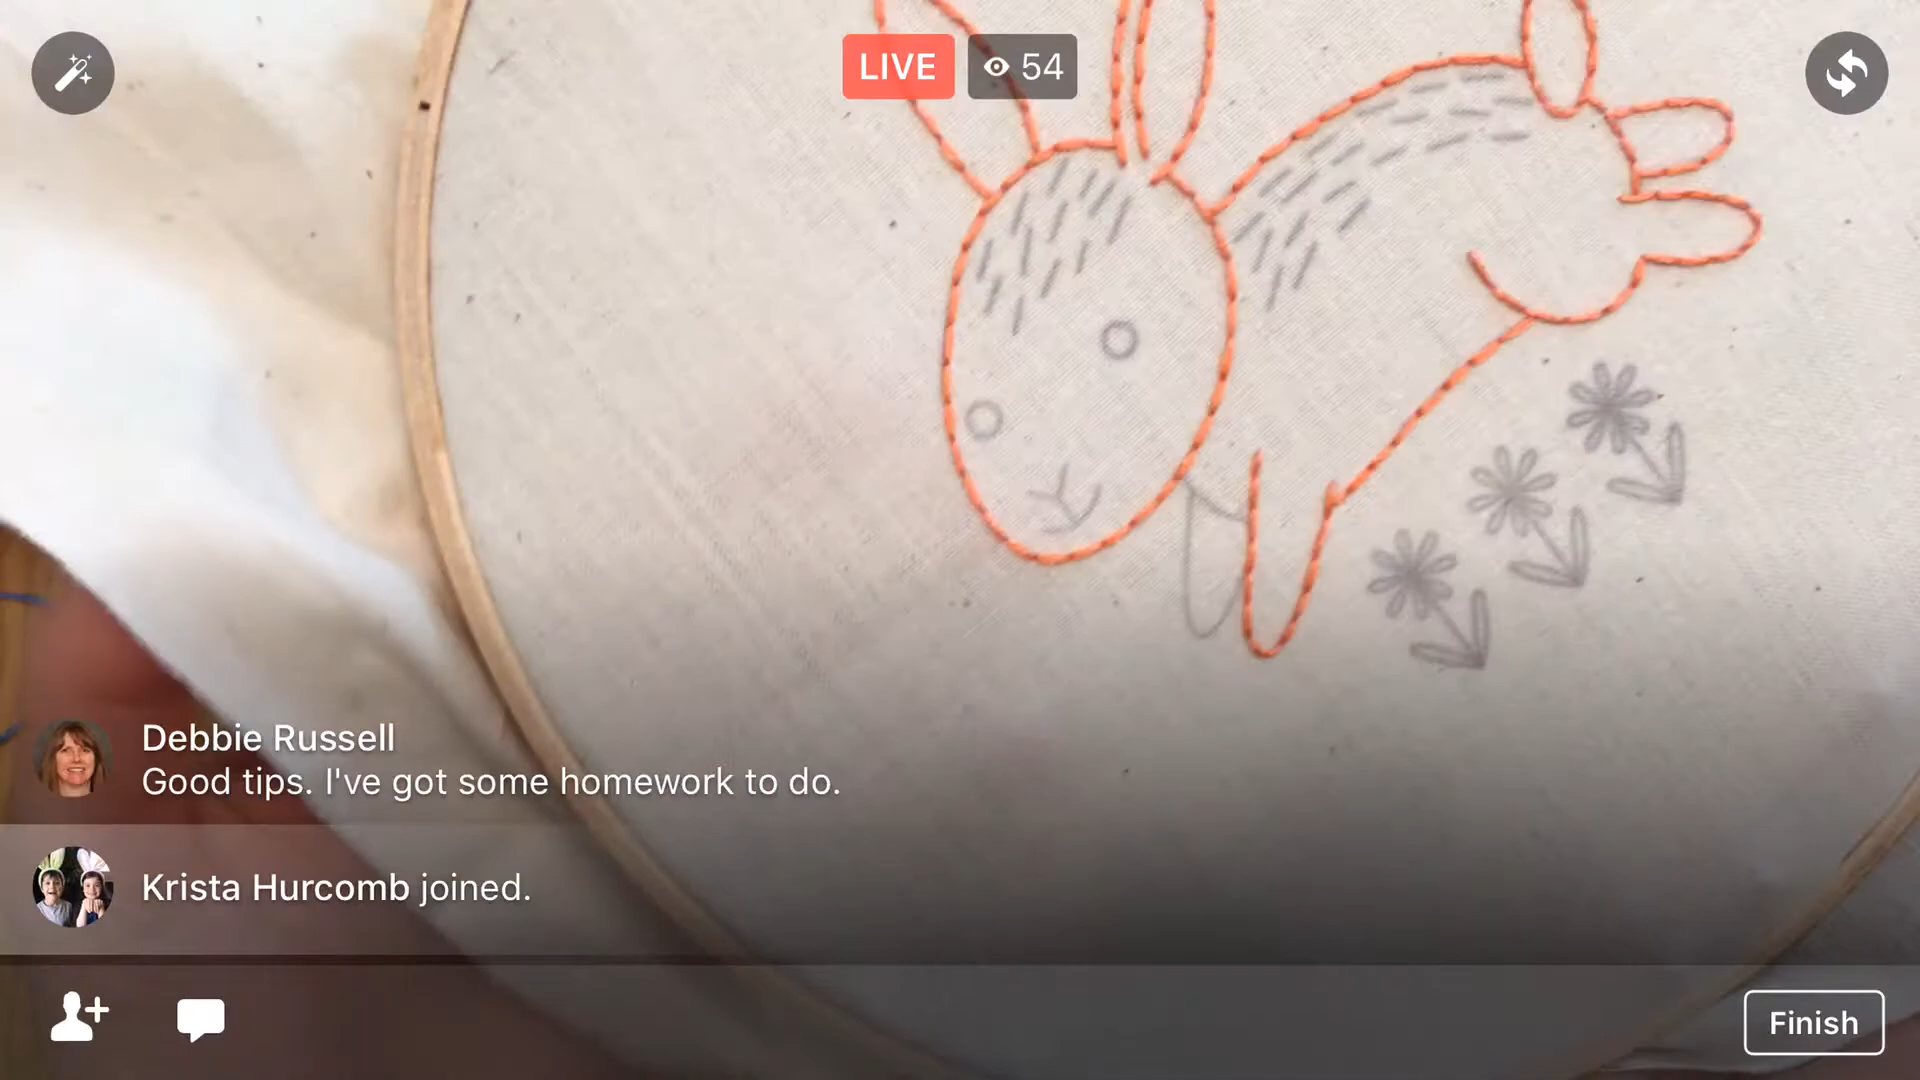 LIVE
54
Debbie Russell
Good tips. I've got some homework to do.
Krista Hurcomb joined.
Finish